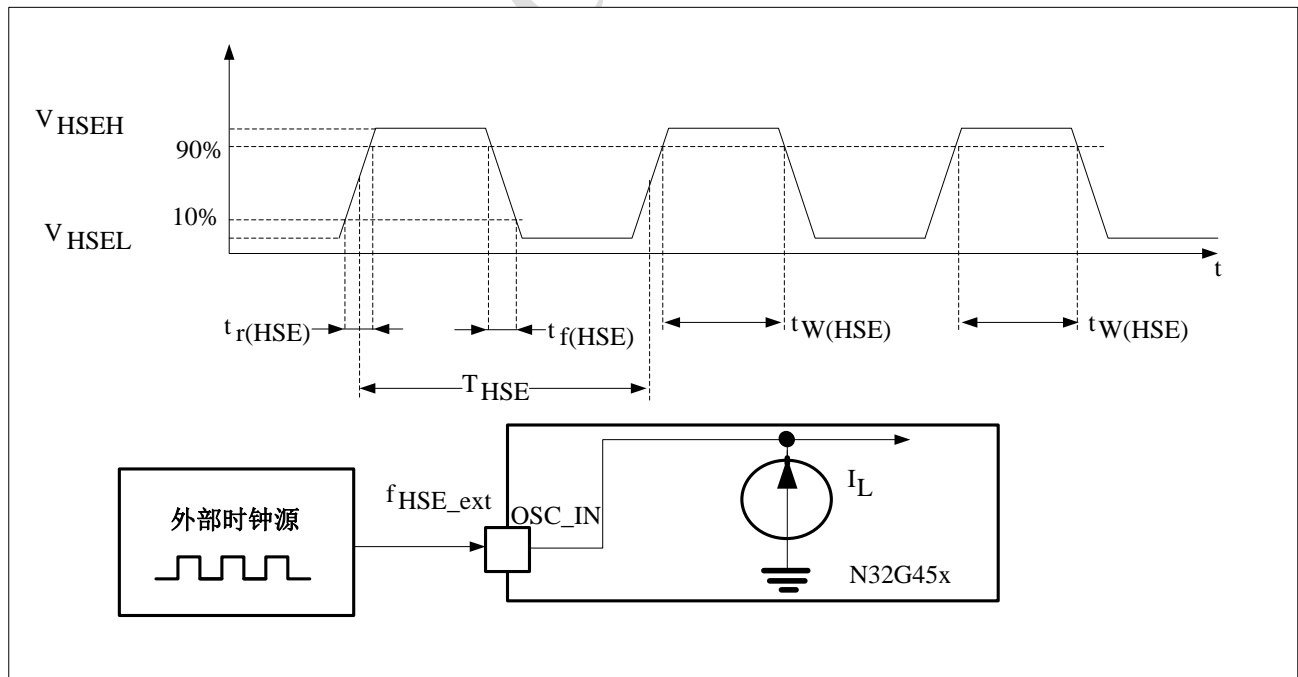 V HSEH
90%
10%
V HSEL
t
t r(HSE)
t f(HSE)
t W(HSE)
t W(HSE)
T HSE
外部时钟源
f HSE_ext
OSC_IN
I L
N32G45x